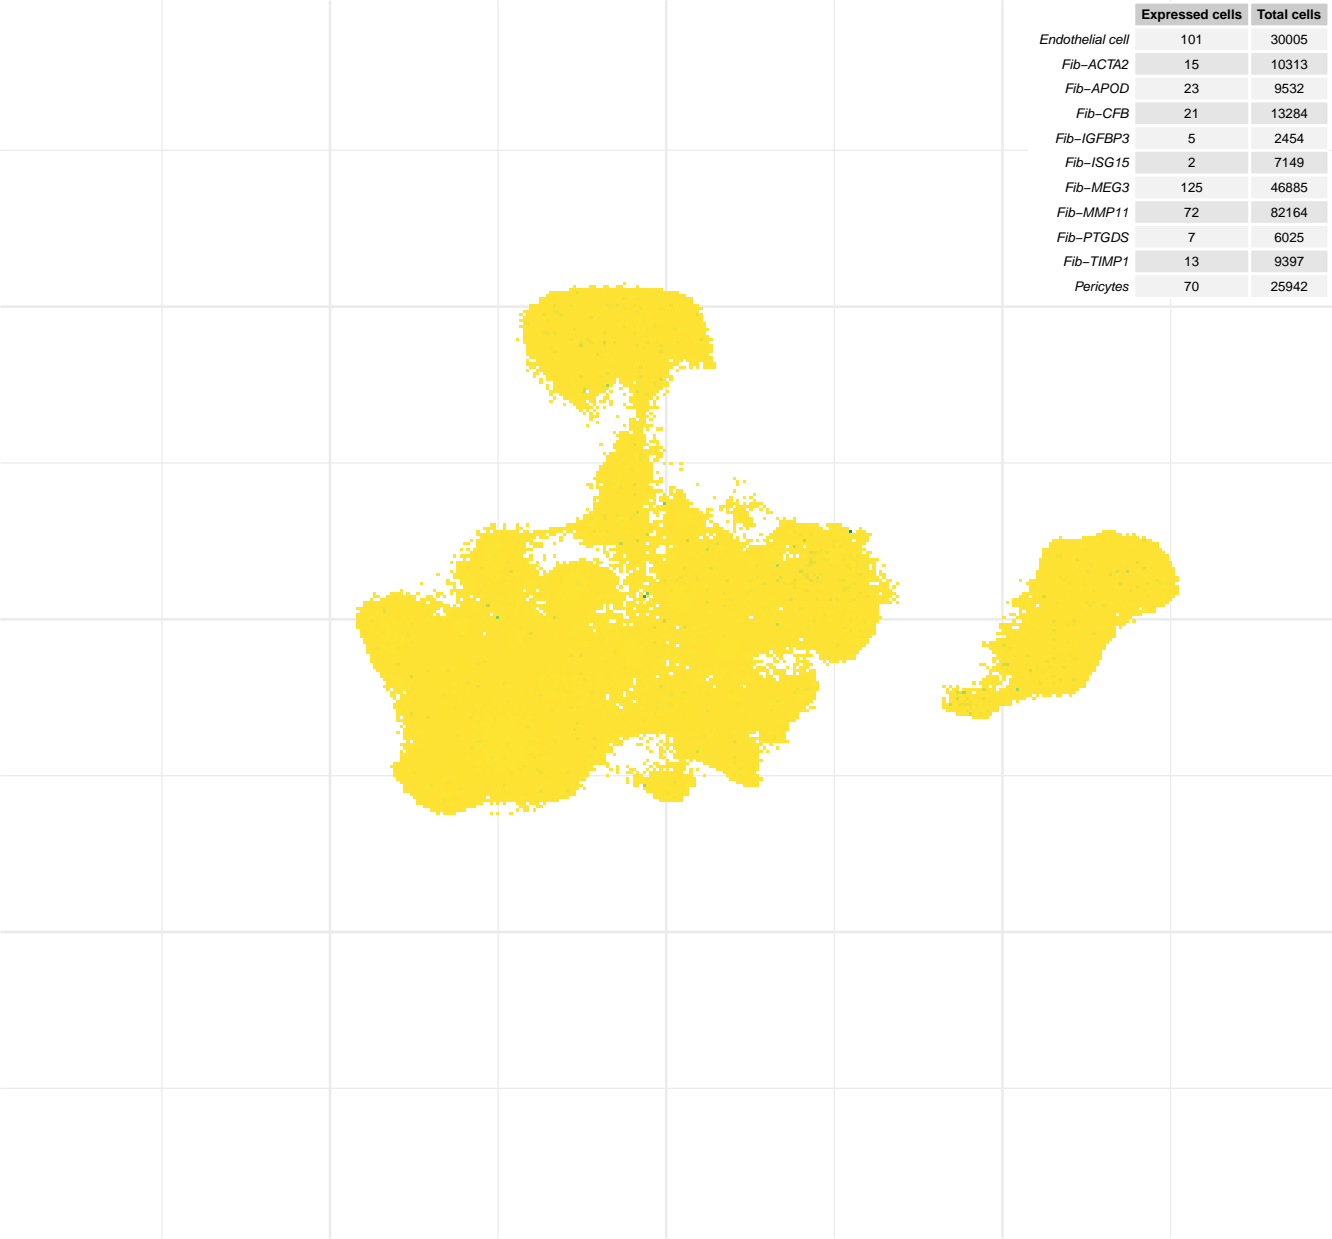 Expressed cells Total cells
Endothelial cell 101 30005
Fib−ACTA2 15 10313
Fib−APOD 23 9532
Fib−CFB 21 13284
Fib−IGFBP3 5 2454
Fib−ISG15 2 7149
Fib−MEG3 125 46885
Fib−MMP11 72 82164
Fib−PTGDS 7 6025
Fib−TIMP1 13 9397
Pericytes 70 25942